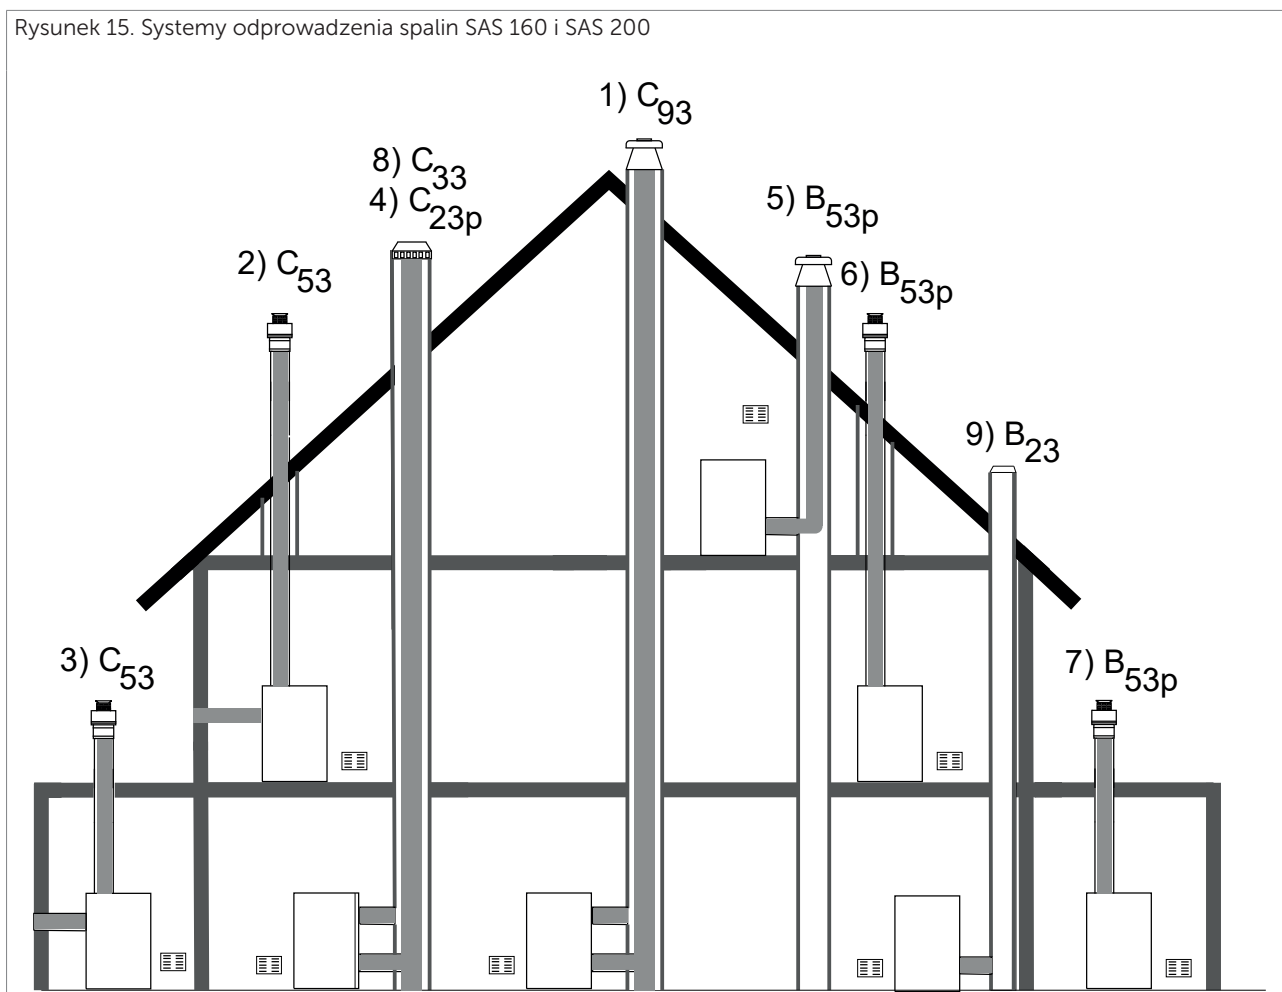 Rysunek 15. Systemy odprowadzenia spalin SAS 160 i SAS 200
1) C93
8) C33
4) C23p
5) B53p
2) C53
6) B53p
9) B23
3) C53
7) B53p